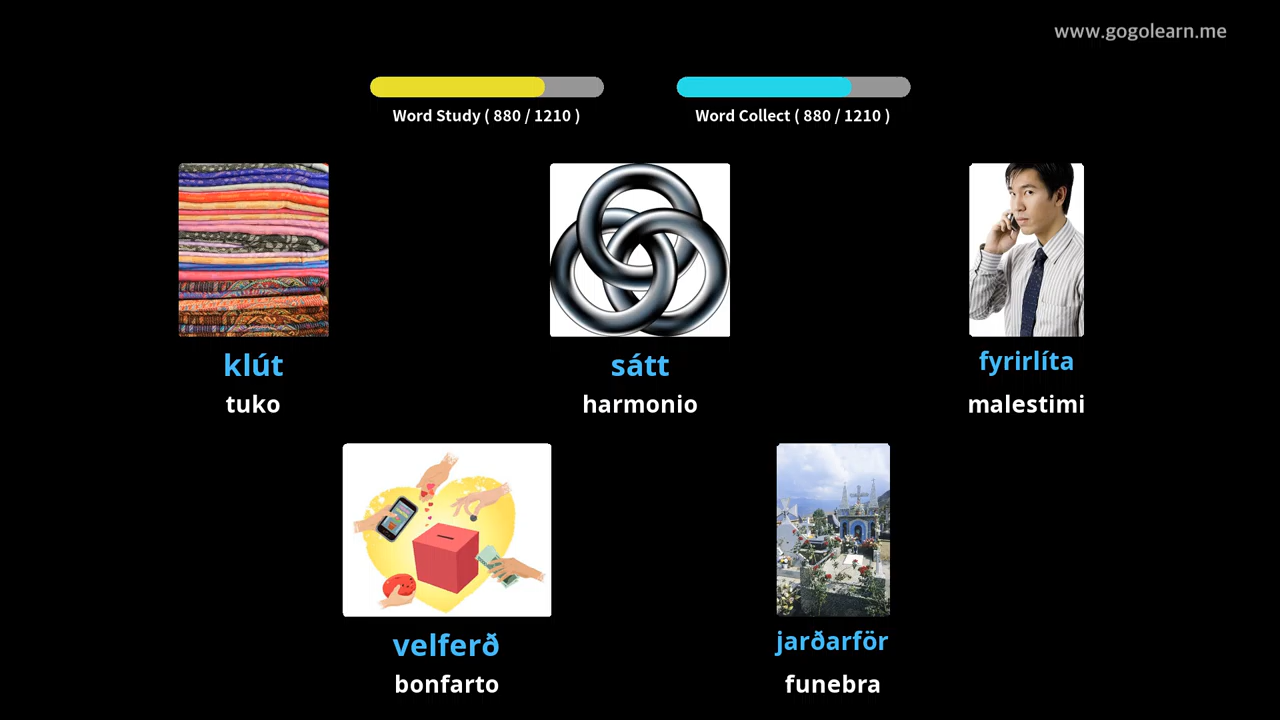 www.gogolearn.me
Word Study ( 880 / 1210 )
Word Collect ( 880 / 1210 )
klút
sátt
fyrirlíta
tuko
harmonio
malestimi
velferð
jarðarför
bonfarto
funebra